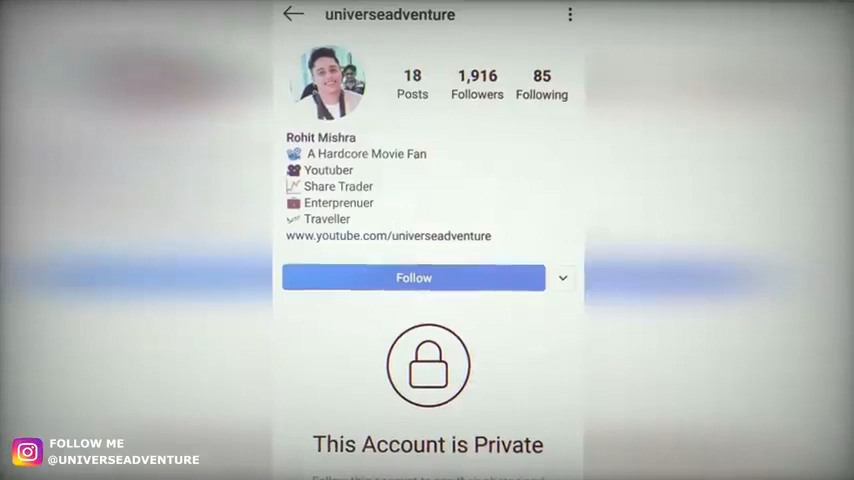 universeadventure
18 1,916 85
Posts Followers Following
Rohit Mishra
A Hardcore Movie Fan
Youtuber
Share Trader
Enterprenuer
Traveller
www.youtube.com/universeadventure
Follow
This Account is Private
FOLLOW ME
@UNIVERSEADVENTURE